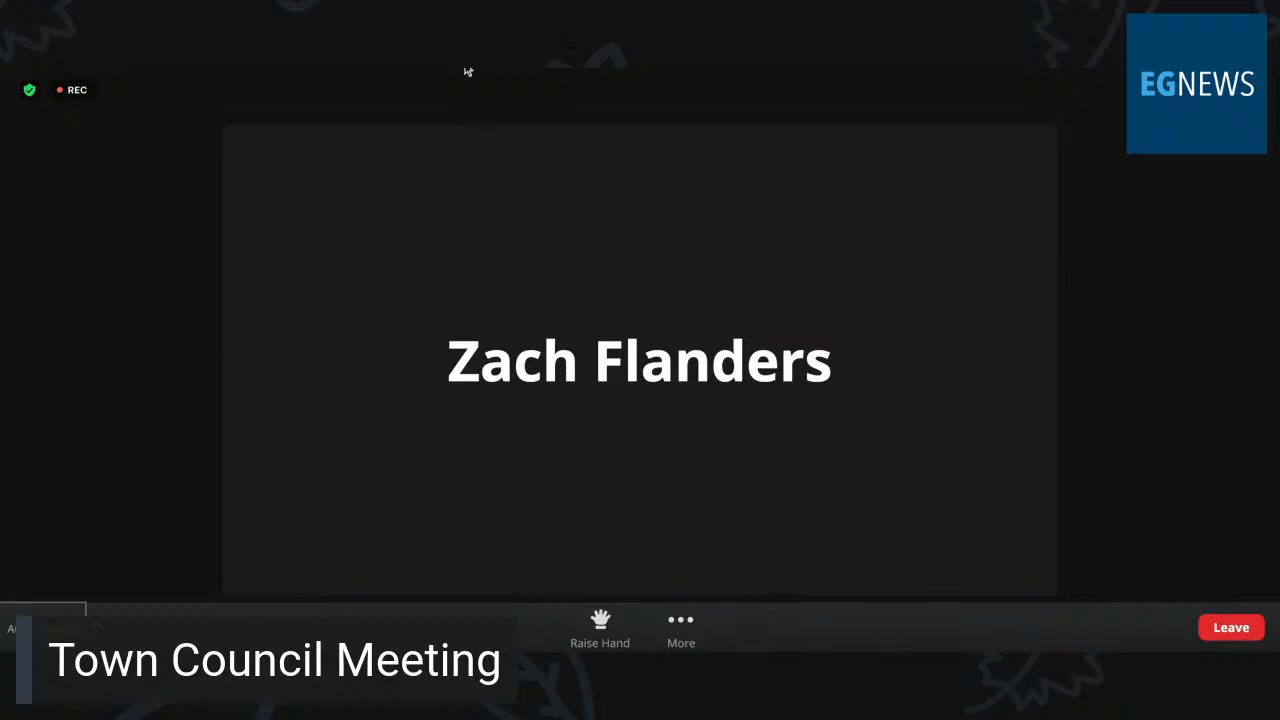 EGNEWS
REC
Zach Flanders
Raise Hand
More
Leave
Town Council Meeting